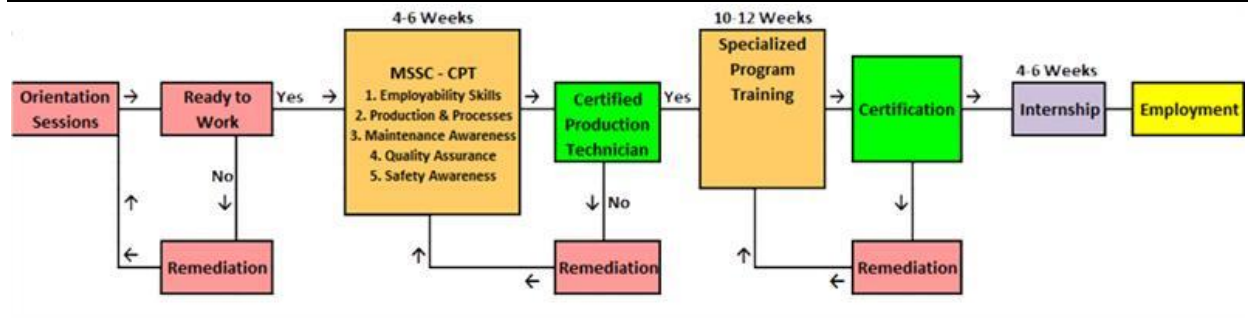 4-6 Weeks
10-12 Weeks
Orientation
Sessions
→
Ready to
Work
Yes →
MSSC - CPT
1. Employability Skills
2. Production & Processes
3. Maintenance Awareness
4. Quality Assurance
5. Safety Awareness
→
Certified
Production
Technician
Yes
Specialized
Program
Training
→
Certification
→
4-6 Weeks
Internship
Employment
No
↓
↑
←
Remediation
↓ No
↑
←
Remediation
↓
↑
←
Remediation